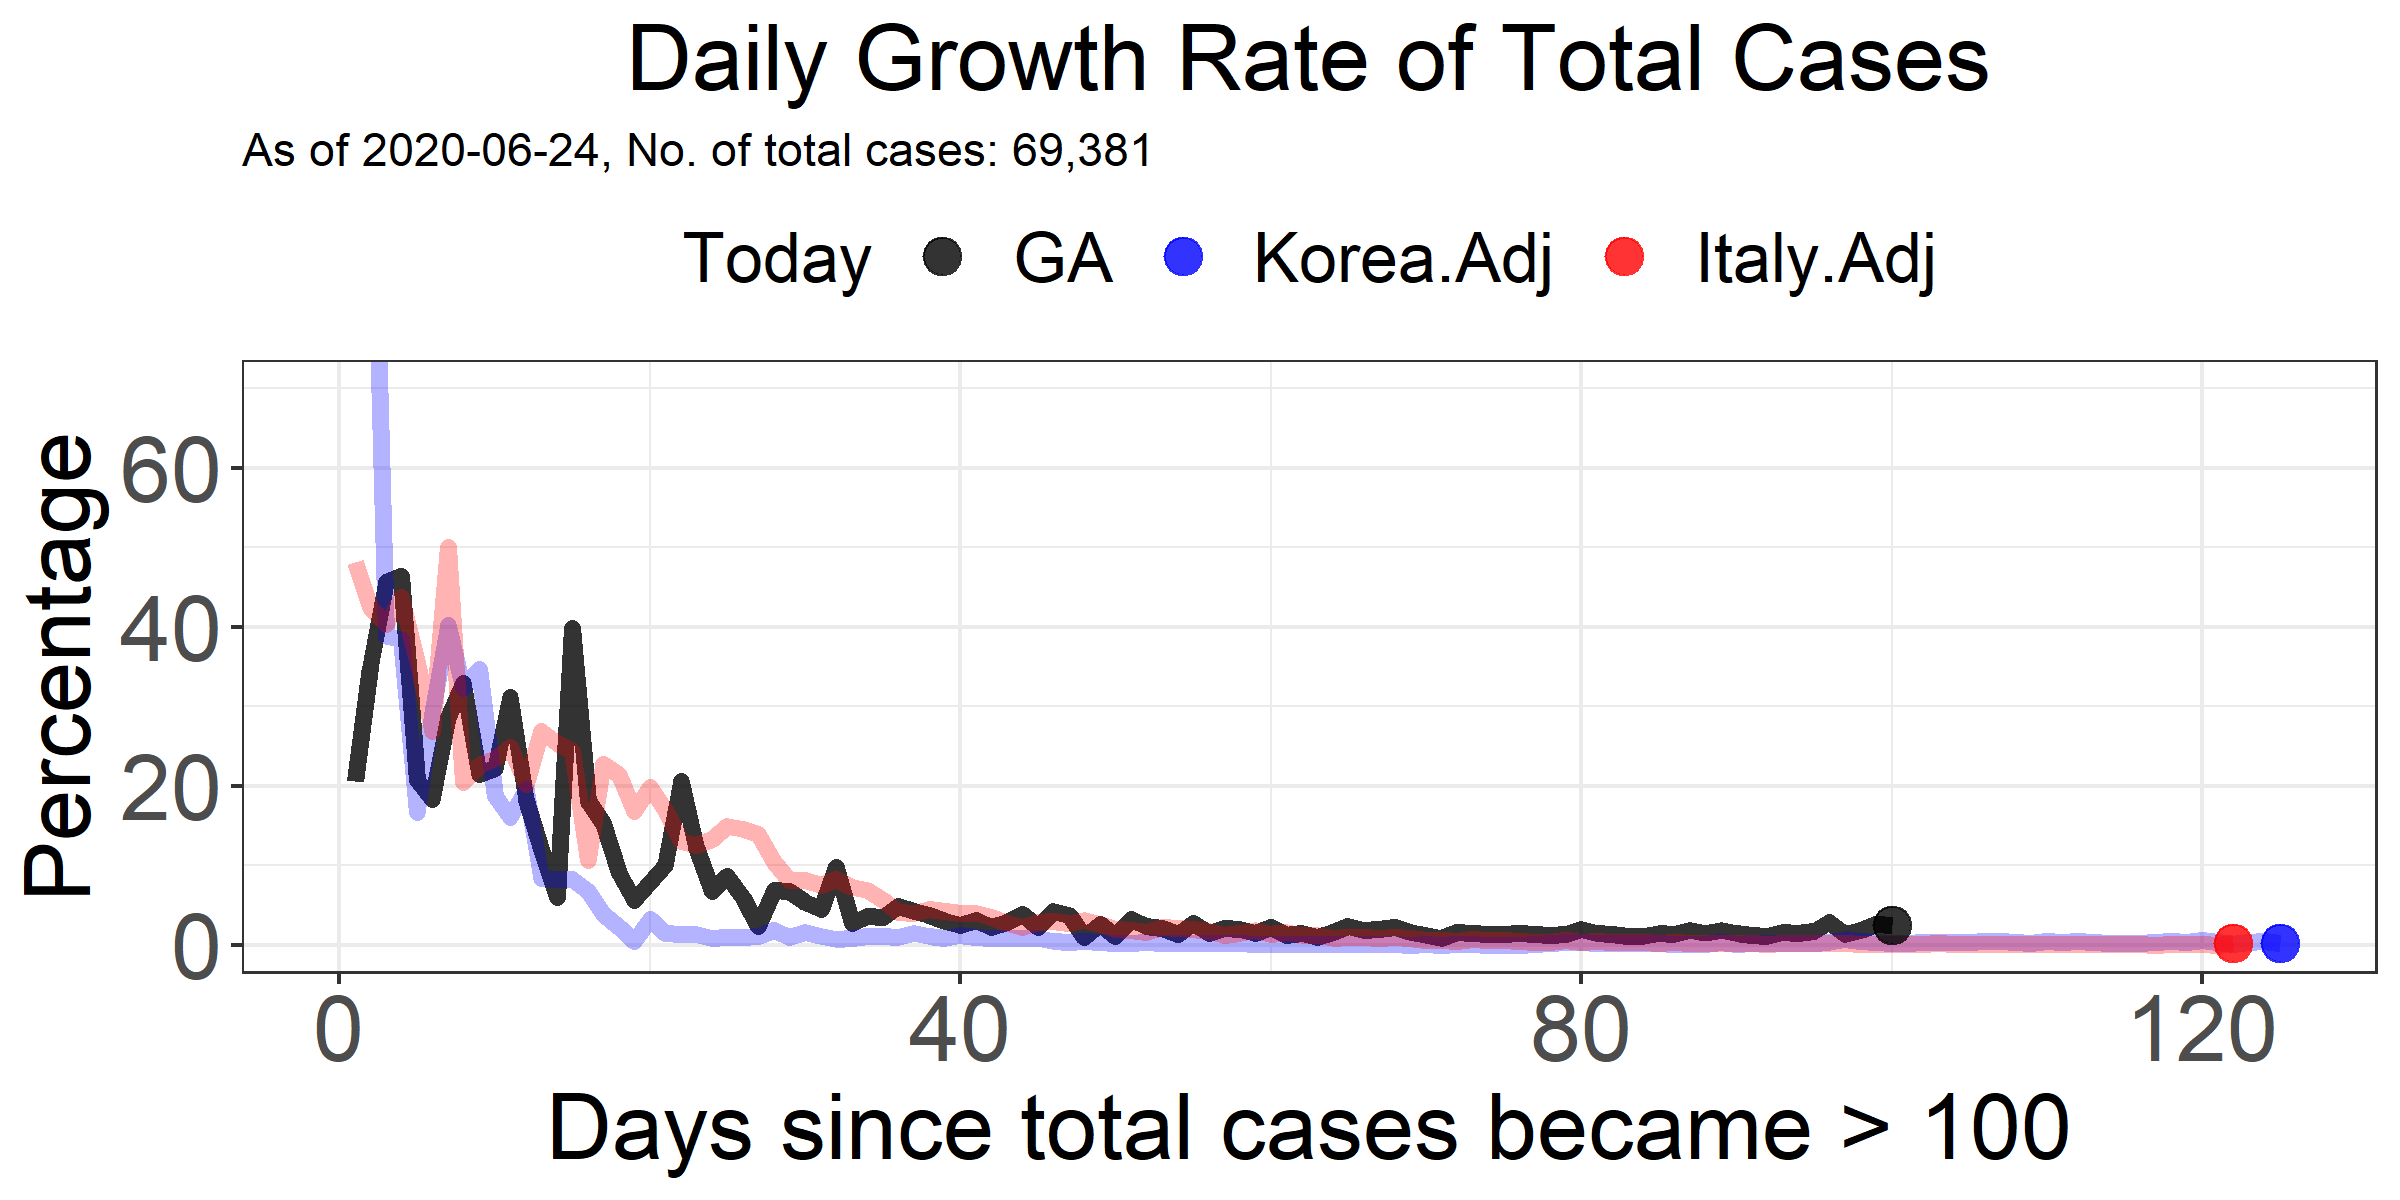 Daily Growth Rate of Total Cases
As of 2020-06-24, No. of total cases: 69,381
Today GA Korea.Adj Italy.Adj
Percentage
60
40
20
0
0 40 80 120
Days since total cases became > 100